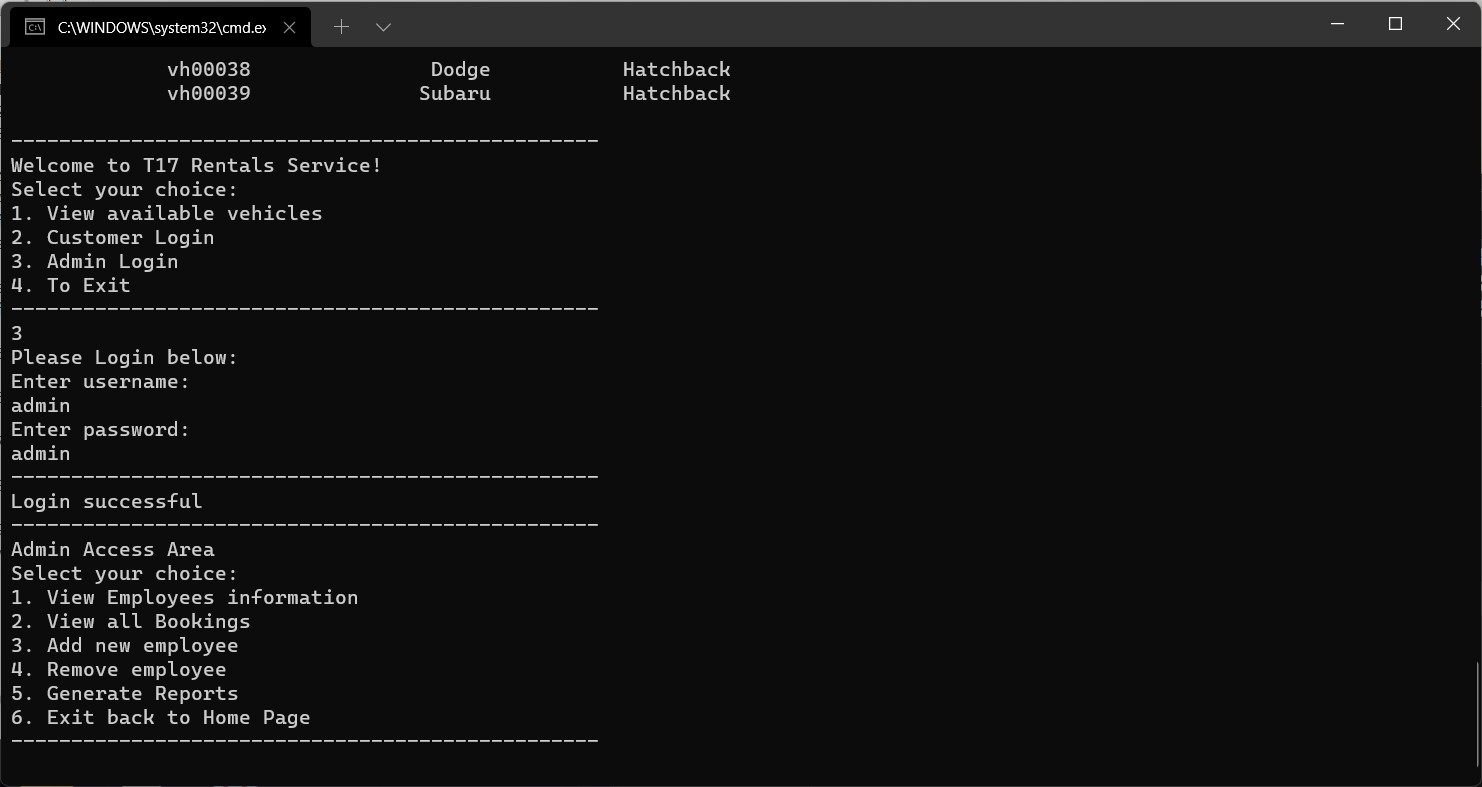 C:\WINDOWS\system32\cmd.ex
vh00038 Dodge Hatchback
vh00039 Subaru Hatchback
-------------------------------------------------
Welcome to T17 Rentals Service!
Select your choice:
1. View available vehicles
2. Customer Login
3. Admin Login
4. To Exit
-------------------------------------------------
3
Please Login below:
Enter username:
admin
Enter password:
admin
-------------------------------------------------
Login successful
-------------------------------------------------
Admin Access Area
Select your choice:
1. View Employees information
2. View all Bookings
3. Add new employee
4. Remove employee
5. Generate Reports
6. Exit back to Home Page
-------------------------------------------------